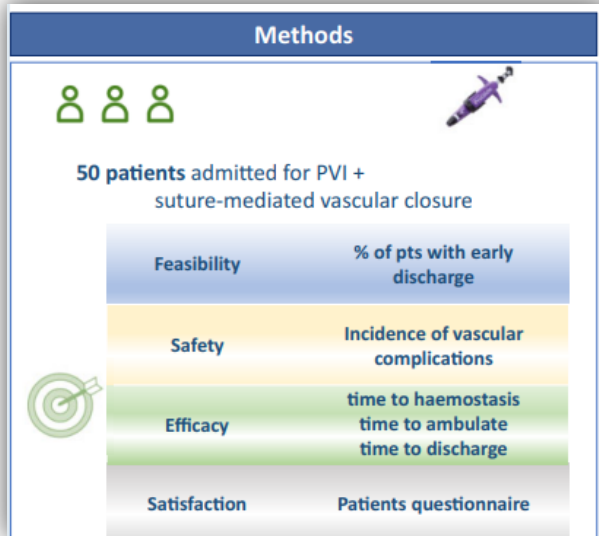 Methods
50 patients admitted for PVI +
suture-mediated vascular closure
Feasibility
% of pts with early
discharge
Safety
Incidence of vascular
complications
Efficacy
time to haemostasis
time to ambulate
time to discharge
Satisfaction
Patients questionnaire